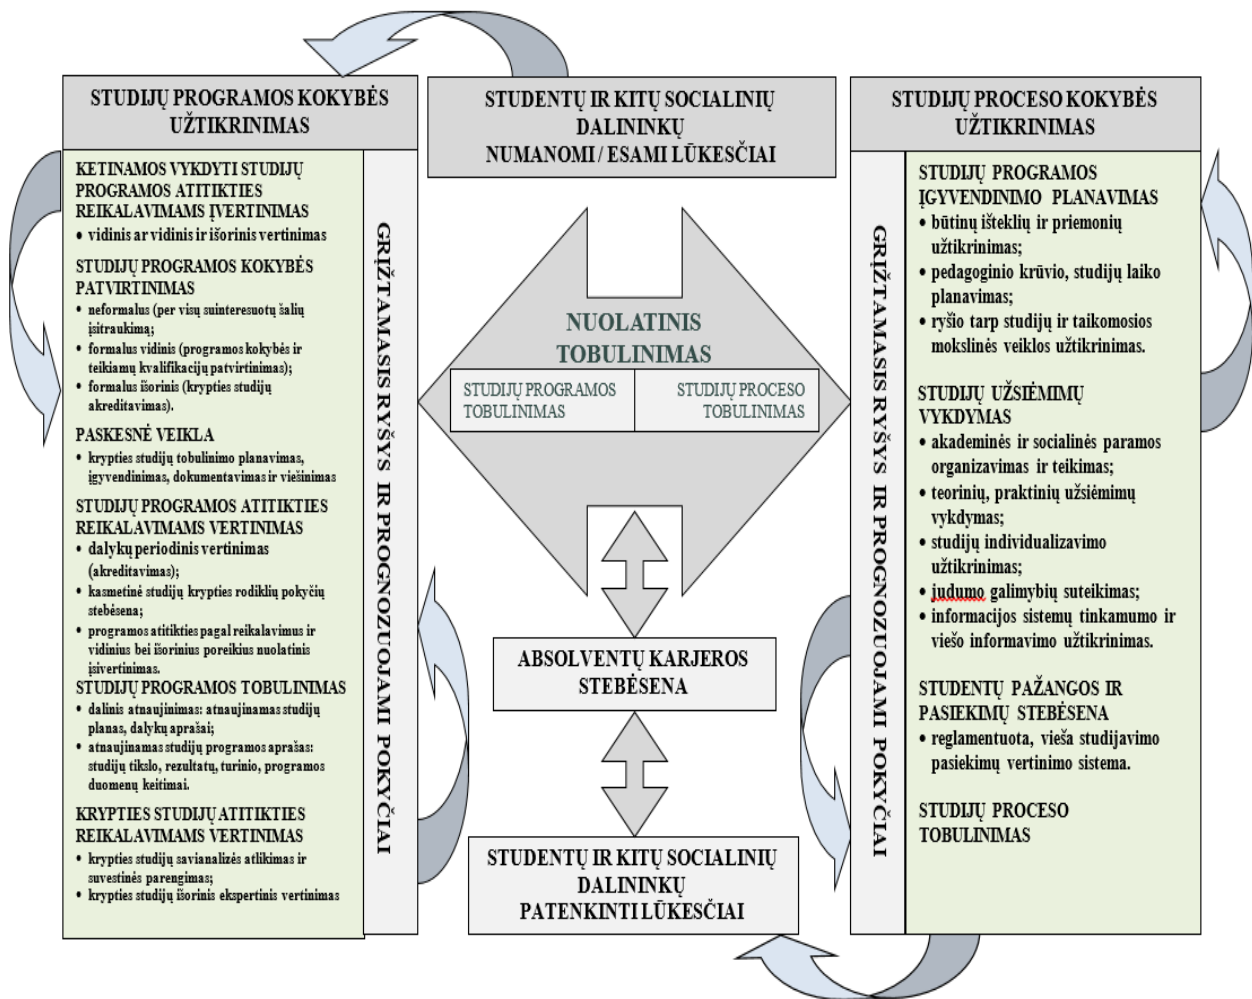 STUDIJŲ PROGRAMOS KOKYBĖS
UŽTIKRINIMAS
KETINAMOS VYKDYTI STUDIJŲ
PROGRAMOS ATITIKTIES
REIKALAVIMAMS ĮVERTINIMAS
• vidinis ar vidinis ir išorinis vertinimas
STUDIJŲ PROGRAMOS KOKYBĖS
PATVIRTINIMAS
• neformalus (per visų suinteresuotų šalių
įsitraukimą;
• formalus vidinis (programos kokybės ir
teikiamų kvalifikacijų patvirtinimas);
• formalus išorinis (krypties studijų
akreditavimas).
PASKESNĖ VEIKLA
• krypties studijų tobulinimo planavimas,
įgyvendinimas, dokumentavimas ir viešinimas
STUDIJŲ PROGRAMOS ATITIKTIES
REIKALAVIMAMS VERTINIMAS
• dalykų periodinis vertinimas
(akreditavimas);
• kasmetinė studijų krypties rodiklių pokyčių
stebėsena;
• programos atitikties pagal reikalavimus ir
vidinius bei išorinius poreikius nuolatinis
įsivertinimas.
STUDIJŲ PROGRAMOS TOBULINIMAS
• dalinis atnaujinimas: atnaujinamas studijų
planas, dalykų aprašai;
• atnaujinamas studijų programos aprašas:
studijų tikslo, rezultatų, turinio, programos
duomenų keitimai.
KRYPTIES STUDIJŲ ATITIKTIES
REIKALAVIMAMS VERTINIMAS
• krypties studijų savianalizės atlikimas ir
suvestinės parengimas;
• krypties studijų išorinis ekspertinis vertinimas
GRĮŽTAMASIS RYŠYS IR PROGNOZUOJAMI POKYČIAI
STUDENTŲ IR KITŲ SOCIALINIŲ
DALININKŲ
NUMANOMI / ESAMI LŪKESČIAI
NUOLATINIS
TOBULINIMAS
STUDIJŲ PROGRAMOS
TOBULINIMAS
STUDIJŲ PROCESO
TOBULINIMAS
ABSOLVENTŲ KARJEROS
STEBĖSENA
STUDENTŲ IR KITŲ SOCIALINIŲ
DALININKŲ
PATENKINTI LŪKESČIAI
STUDIJŲ PROCESO KOKYBĖS
UŽTIKRINIMAS
GRĮŽTAMASIS RYŠYS IR PROGNOZUOJAMI POKYČIAI
STUDIJŲ PROGRAMOS
ĮGYVENDINIMO PLANAVIMAS
• būtinų išteklių ir priemonių
užtikrinimas;
• pedagoginio krūvio, studijų laiko
planavimas;
• ryšio tarp studijų ir taikomosios
mokslinės veiklos užtikrinimas.
STUDIJŲ UŽSIĖMIMŲ
VYKDYMAS
• akademinės ir socialinės paramos
organizavimas ir teikimas;
• teorinių, praktinių užsiėmimų
vykdymas;
• studijų individualizavimo
užtikrinimas;
• judumo galimybių suteikimas;
• informacijos sistemų tinkamumo ir
viešo informavimo užtikrinimas.
STUDENTŲ PAŽANGOS IR
PASIEKIMŲ STEBĖSENA
• reglamentuota, vieša studijavimo
pasiekimų vertinimo sistema.
STUDIJŲ PROCESO
TOBULINIMAS